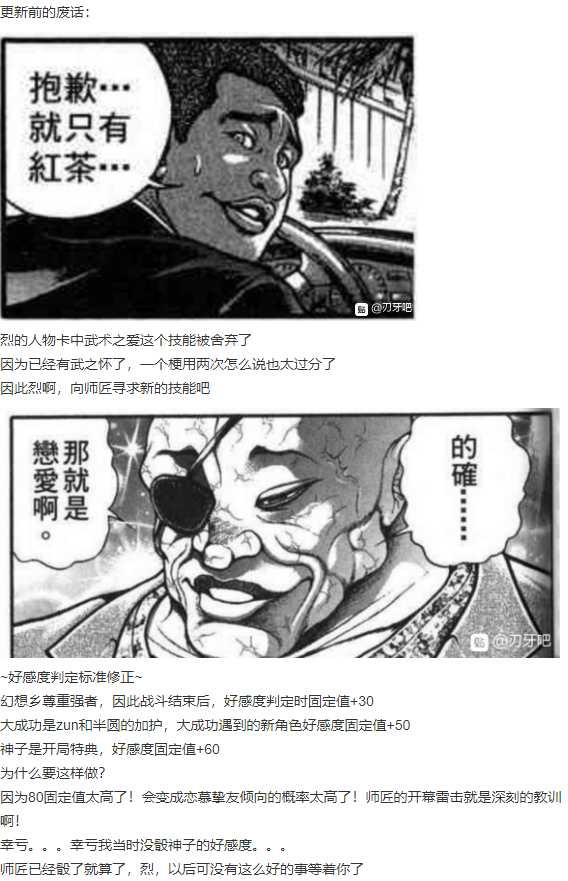 更新前的废话：
抱歉…
就只有
紅茶…
贴 @刃牙吧
烈的人物卡中武术之爱这个技能被舍弃了
因为已经有武之怀了，一个梗用两次怎么说也太过分了
因此烈啊，向师匠寻求新的技能吧
的確……
那就是
戀愛啊。
贴 @刃牙吧
~好感度判定标准修正~
幻想乡尊重强者，因此战斗结束后，好感度判定时固定值+30
大成功是zun和半圆的加护，大成功遇到的新角色好感度固定值+50
神子是开局特典，好感度固定值+60
为什么要这样做？
因为80固定值太高了！会变成恋慕挚友倾向的概率太高了！师匠的开幕雷击就是深刻的教训
啊！
幸亏。。。幸亏我当时没骰神子的好感度。。。
师匠已经骰了就算了，烈，以后可没有这么好的事等着你了